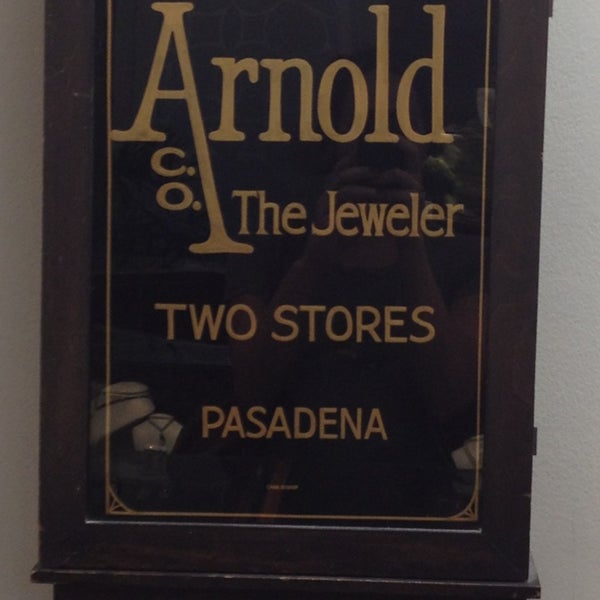 Arnold
C.
O. The Jeweler
TWO STORES
PASADENA